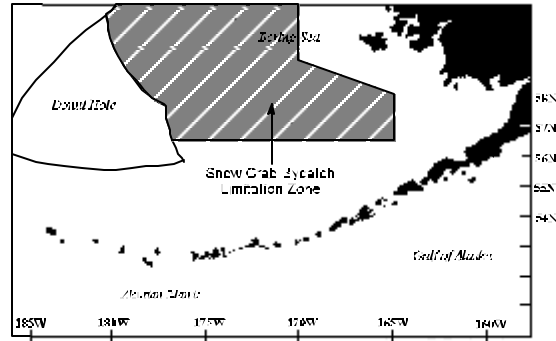 Bering Sea
Donut Hole
Snow Crab Bycatch
Limitation Zone
58N
57N
56N
55N
54N
Gulf of Alaska
Aleutian Islands
185W 180W 175W 170W 165W 160W